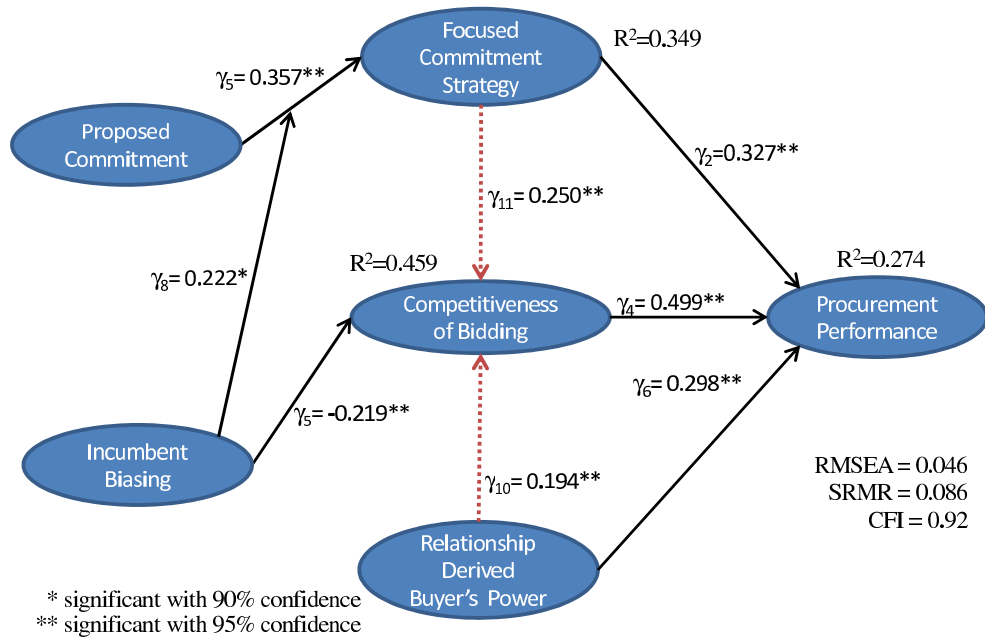 Focused
Commitment
Strategy
R²=0.349
γ₅= 0.357**
Proposed
Commitment
γ₂=0.327**
γ₁₁= 0.250**
γ₈= 0.222*
R²=0.459
R²=0.274
Competitiveness
of Bidding
γ₄= 0.499**
Procurement
Performance
γ₆= 0.298**
γ₅= -0.219**
Incumbent
Biasing
γ₁₀= 0.194**
RMSEA = 0.046
SRMR = 0.086
CFI = 0.92
Relationship
Derived
Buyer’s Power
* significant with 90% confidence
** significant with 95% confidence